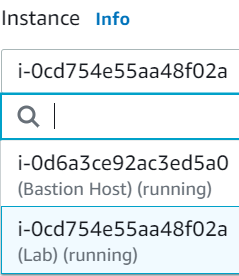 Instance Info
i-0cd754e55aa48f02a
i-0d6a3ce92ac3ed5a0
(Bastion Host) (running)
i-0cd754e55aa48f02a
(Lab) (running)